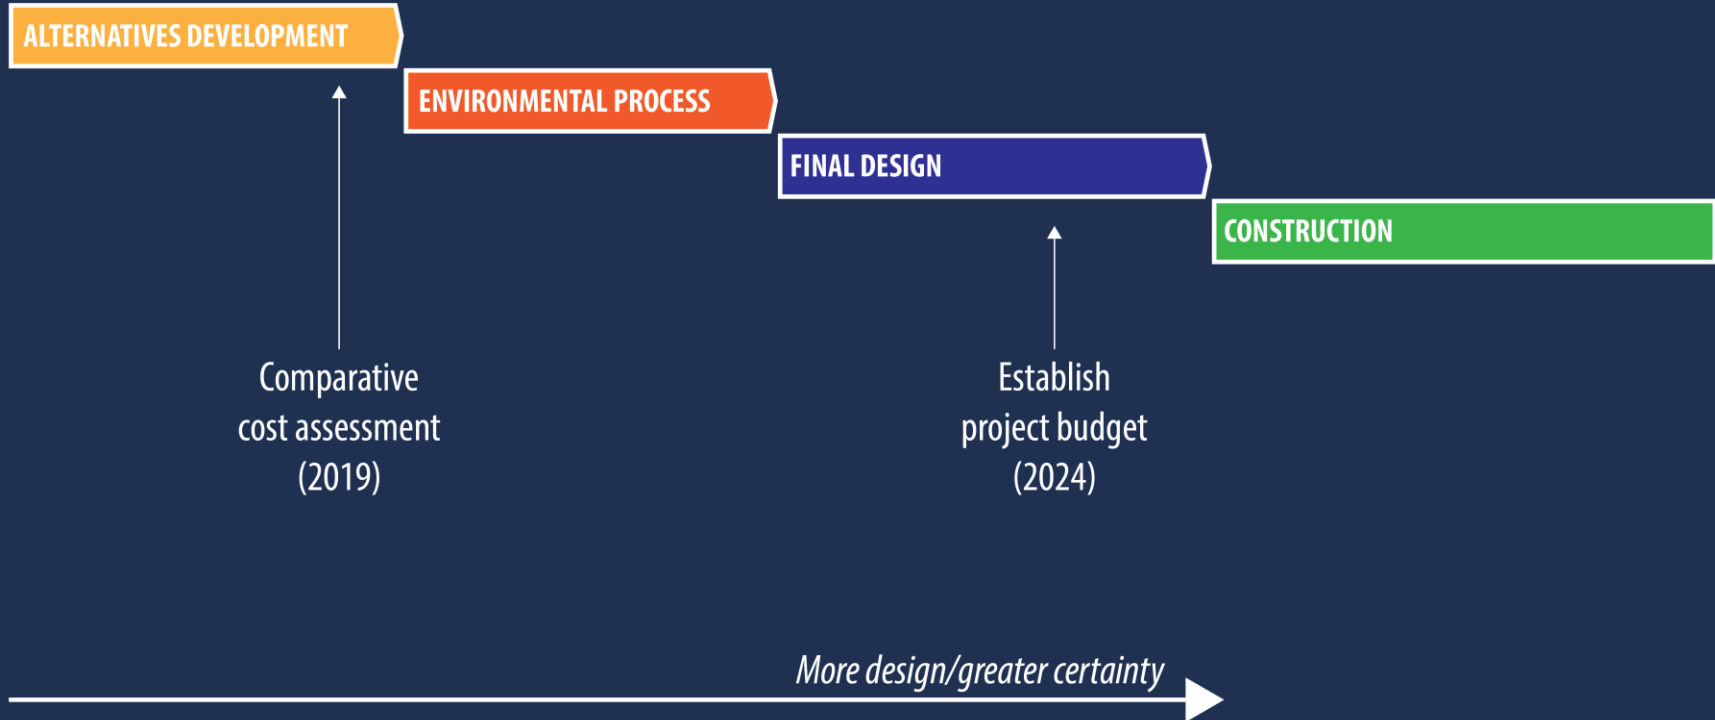 ALTERNATIVES DEVELOPMENT
ENVIRONMENTAL PROCESS
FINAL DESIGN
CONSTRUCTION
Comparative
cost assessment
(2019)
Establish
project budget
(2024)
More design/greater certainty